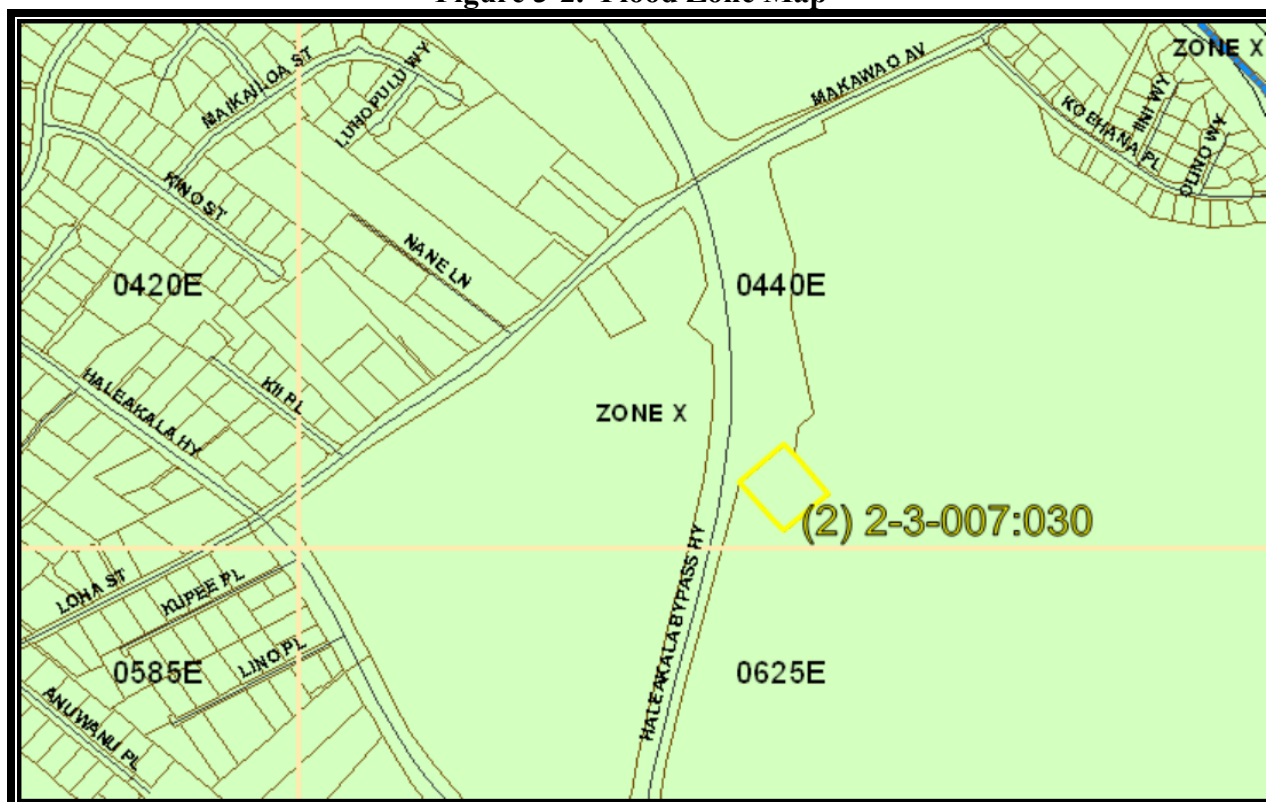 Figure 3-2. Flood Zone Map
ZONE X
MAKAWAO AV
MAIKAILOA ST
LUHOPULU WY
KOEHANA PL
IINI WY
OLINO WY
KINO ST
NANE LN
0420E
0440E
HALEAKALA HY
KII PL
ZONE X
(2) 2-3-007:030
HALEAKALA BYPASS HY
LOHA ST
KUPEE PL
LINO PL
0585E
0625E
ANUWANU PL